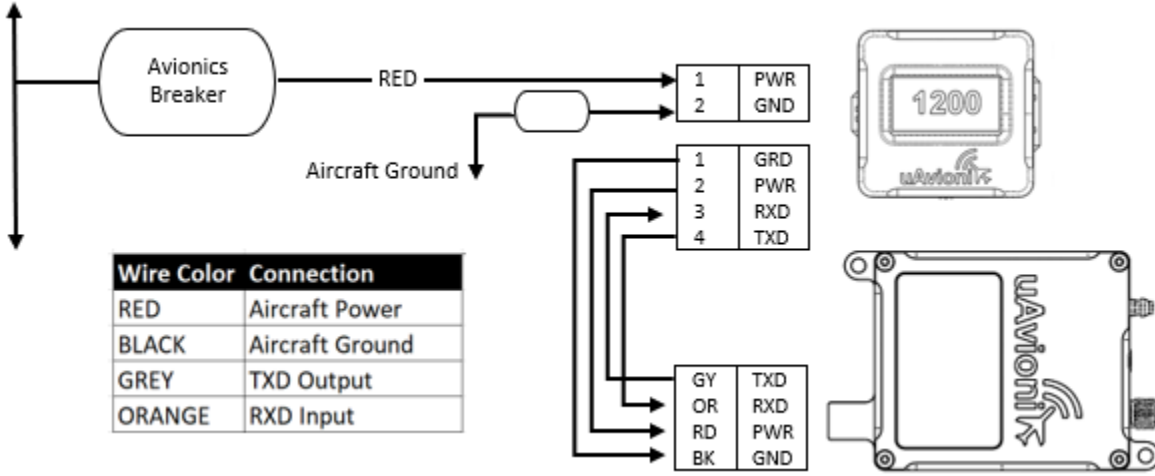 Avionics
Breaker
RED
1 PWR
2 GND
Aircraft Ground
1 GRD
2 PWR
3 RXD
4 TXD
1200
uAvioni
Wire Color Connection
RED Aircraft Power
BLACK Aircraft Ground
GREY TXD Output
ORANGE RXD Input
GY TXD
OR RXD
RD PWR
BK GND
uAvioni